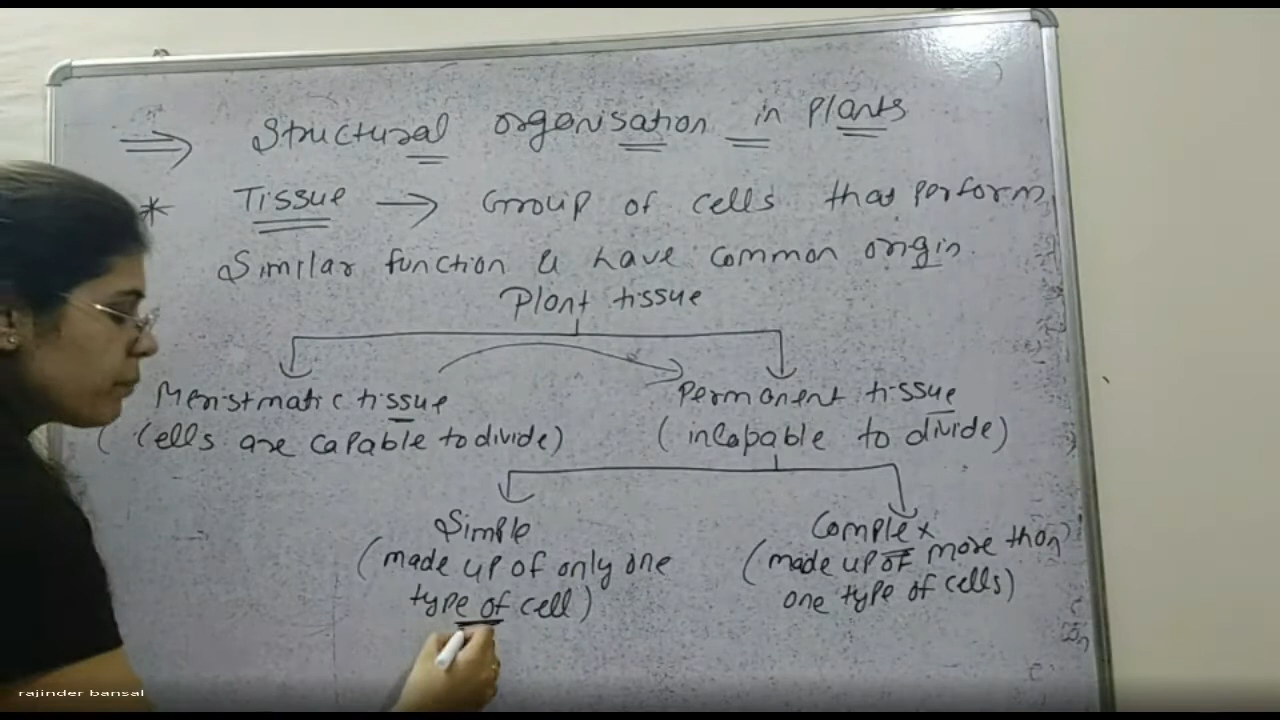 ⇒ Structural organisation in Plants
* Tissue → Group of cells that perform
Similar function & have common origin.
Plant tissue
Meristmatic tissue
(cells are capable to divide)
Permanent tissue
(incapable to divide)
Simple
(made up of only one
type of cell)
Complex
(made up of more than
one type of cells)
rajinder bansal